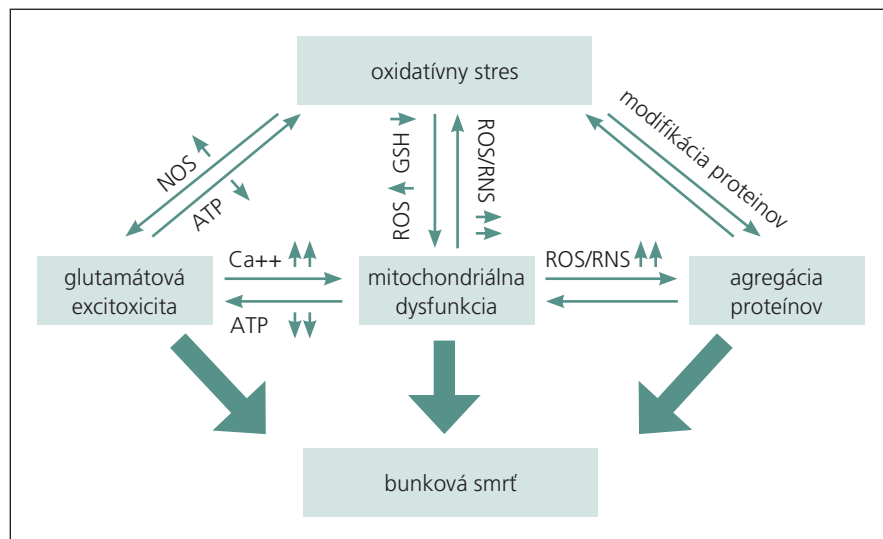 oxidatívny stres
NOS
ATP
ROS GSH
ROS/RNS
modifikácia proteinov
glutamátová
excitoxicita
Ca++
ATP
mitochondriálna
dysfunkcia
ROS/RNS
agregácia
proteínov
bunková smrť